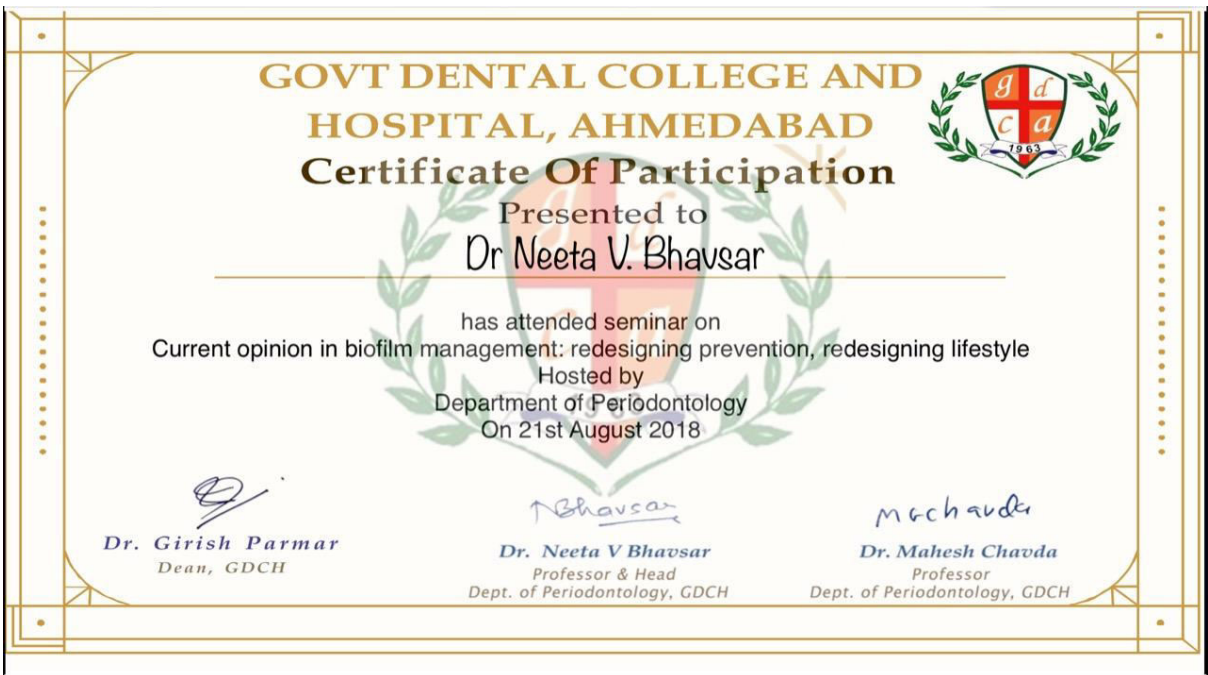 GOVT DENTAL COLLEGE AND
HOSPITAL, AHMEDABAD
g d
c a
1963
Certificate Of Participation
Presented to
Dr Neeta V. Bhavsar
has attended seminar on
Current opinion in biofilm management: redesigning prevention, redesigning lifestyle
Hosted by
Department of Periodontology
On 21st August 2018
g d
c a
1963
NBhavsar
Dr. Girish Parmar
Dean, GDCH
Dr. Neeta V Bhavsar
Professor & Head
Dept. of Periodontology, GDCH
Dr. Mahesh Chavda
Professor
Dept. of Periodontology, GDCH